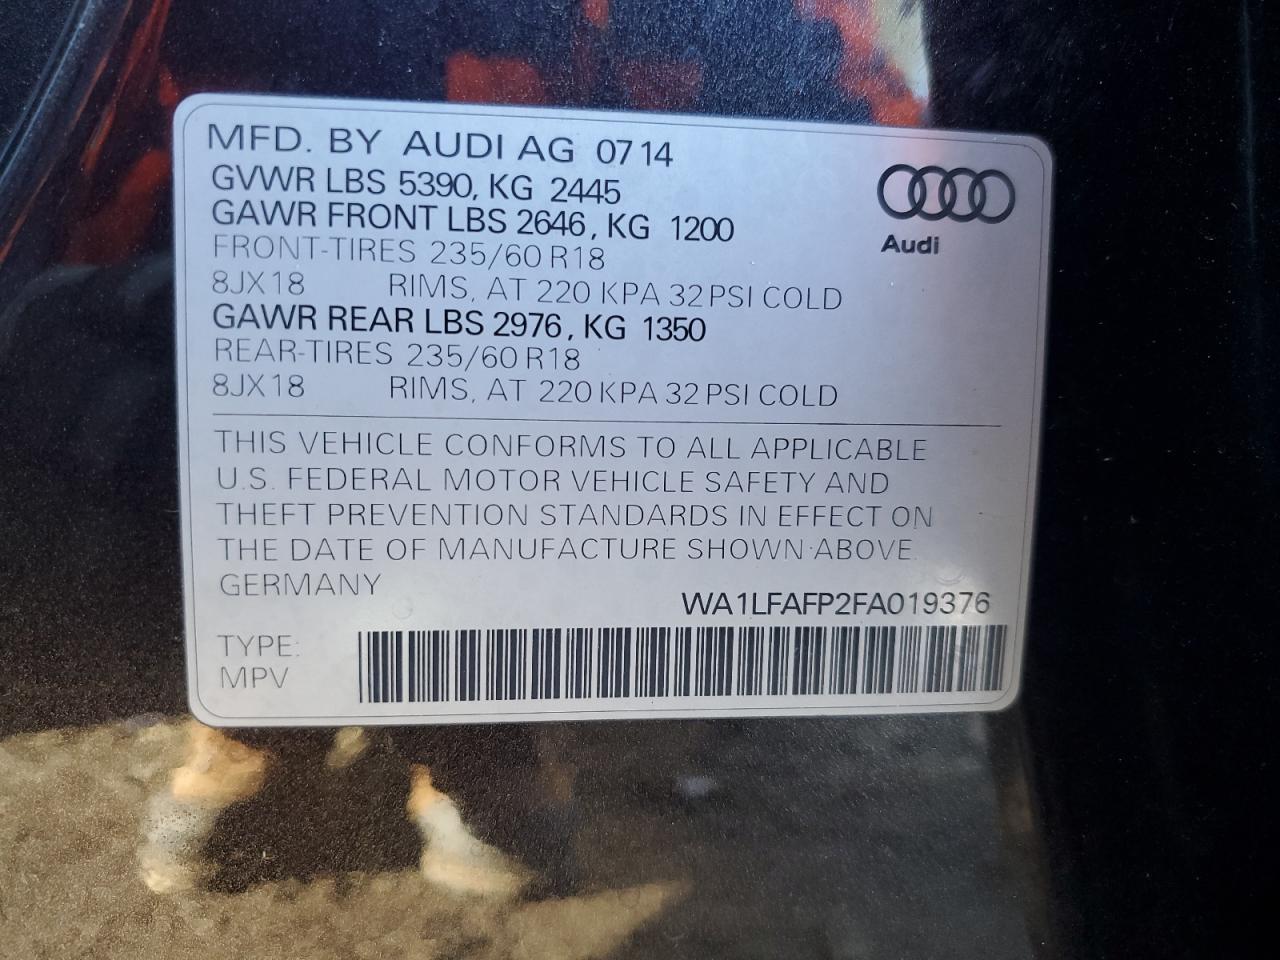 MFD. BY AUDI AG 0714
GVWR LBS 5390, KG 2445
GAWR FRONT LBS 2646, KG 1200
FRONT-TIRES 235/60 R18
8JX18 RIMS, AT 220 KPA 32 PSI COLD
GAWR REAR LBS 2976, KG 1350
REAR-TIRES 235/60 R18
8JX18 RIMS, AT 220 KPA 32 PSI COLD
Audi
THIS VEHICLE CONFORMS TO ALL APPLICABLE
U.S. FEDERAL MOTOR VEHICLE SAFETY AND
THEFT PREVENTION STANDARDS IN EFFECT ON
THE DATE OF MANUFACTURE SHOWN ABOVE.
GERMANY
WA1LFAFP2FA019376
TYPE:
MPV